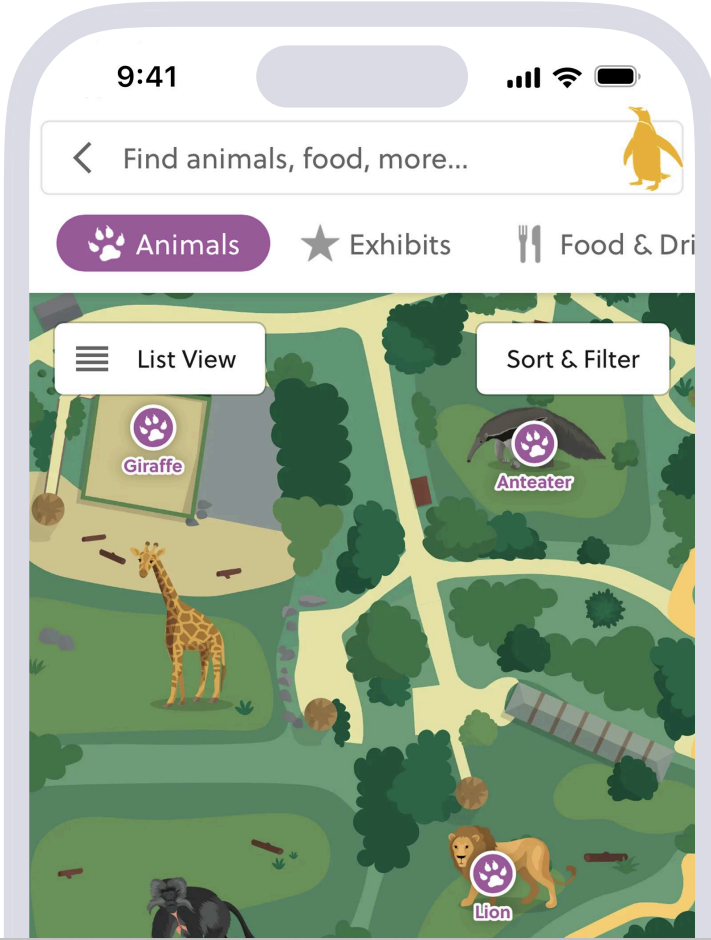 9:41
Find animals, food, more...
Animals
Exhibits
Food & Dri
List View
Sort & Filter
Giraffe
Anteater
Lion